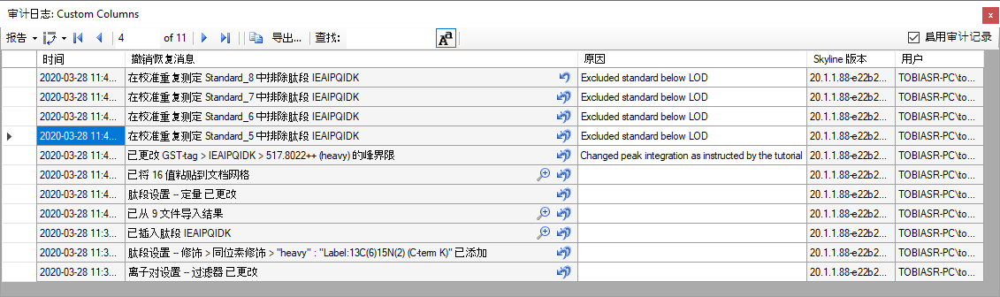 审计日志: Custom Columns
报告 4 of 11 导出... 查找: Aa 启用审计记录
时间 撤销恢复消息 原因 Skyline 版本 用户
2020-03-28 11:4... 在校准重复测定 Standard_8 中排除肽段 IEAIPQIDK Excluded standard below LOD 20.1.1.88-e22b2... TOBIASR-PC\to...
2020-03-28 11:4... 在校准重复测定 Standard_7 中排除肽段 IEAIPQIDK Excluded standard below LOD 20.1.1.88-e22b2... TOBIASR-PC\to...
2020-03-28 11:4... 在校准重复测定 Standard_6 中排除肽段 IEAIPQIDK Excluded standard below LOD 20.1.1.88-e22b2... TOBIASR-PC\to...
2020-03-28 11:4... 在校准重复测定 Standard_5 中排除肽段 IEAIPQIDK Excluded standard below LOD 20.1.1.88-e22b2... TOBIASR-PC\to...
2020-03-28 11:4... 已更改 GST-tag > IEAIPQIDK > 517.8022++ (heavy) 的峰界限 Changed peak integration as instructed by the tutorial 20.1.1.88-e22b2... TOBIASR-PC\to...
2020-03-28 11:4... 已将 16 值粘贴到文档网格 20.1.1.88-e22b2... TOBIASR-PC\to...
2020-03-28 11:4... 肽段设置 -- 定量 已更改 20.1.1.88-e22b2... TOBIASR-PC\to...
2020-03-28 11:4... 已从 9 文件导入结果 20.1.1.88-e22b2... TOBIASR-PC\to...
2020-03-28 11:3... 已插入肽段 IEAIPQIDK 20.1.1.88-e22b2... TOBIASR-PC\to...
2020-03-28 11:3... 肽段设置 -- 修饰 > 同位素修饰 > "heavy" : "Label:13C(6)15N(2) (C-term K)" 已添加 20.1.1.88-e22b2... TOBIASR-PC\to...
2020-03-28 11:3... 离子对设置 -- 过滤器 已更改 20.1.1.88-e22b2... TOBIASR-PC\to...